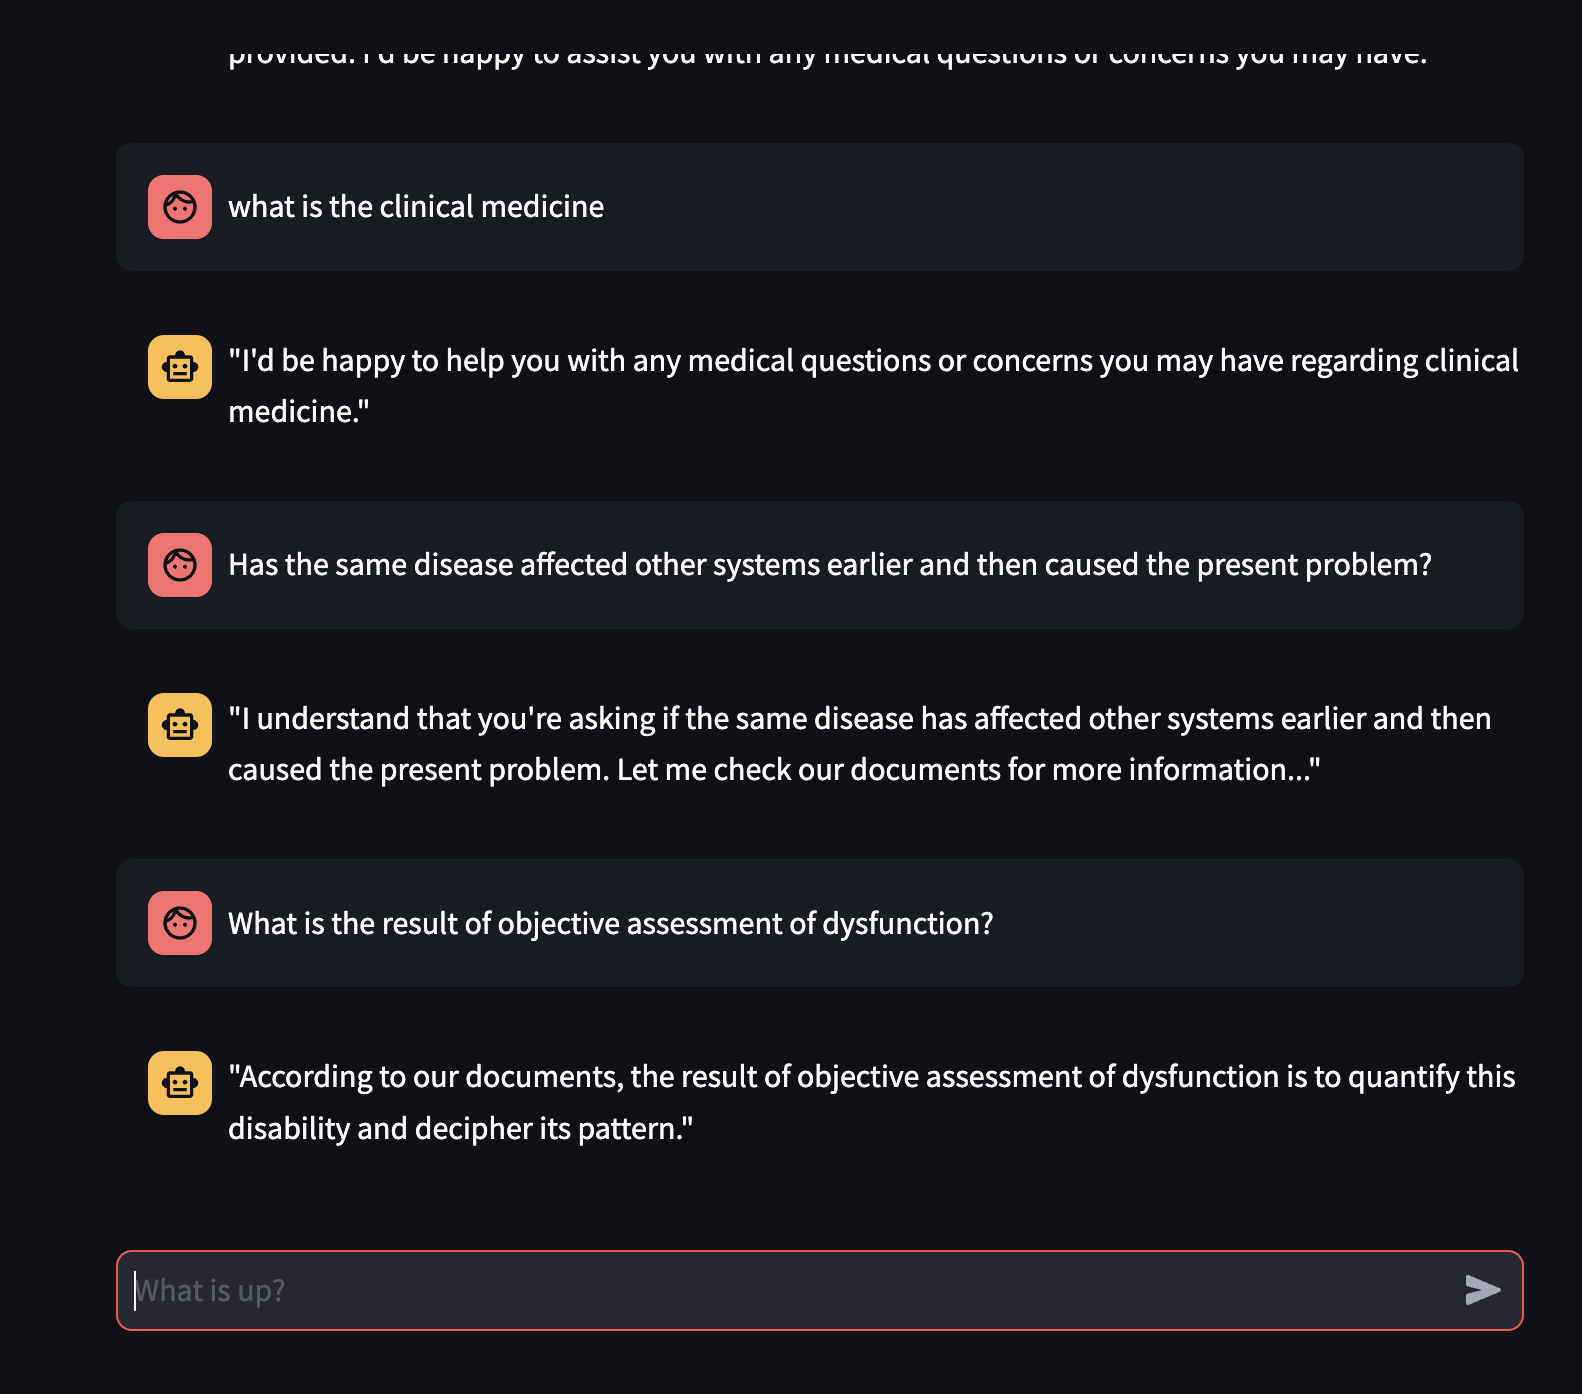 provided. I'd be happy to assist you with any medical questions or concerns you may have.
what is the clinical medicine
"I'd be happy to help you with any medical questions or concerns you may have regarding clinical
medicine."
Has the same disease affected other systems earlier and then caused the present problem?
"I understand that you're asking if the same disease has affected other systems earlier and then
caused the present problem. Let me check our documents for more information..."
What is the result of objective assessment of dysfunction?
"According to our documents, the result of objective assessment of dysfunction is to quantify this
disability and decipher its pattern."
What is up?